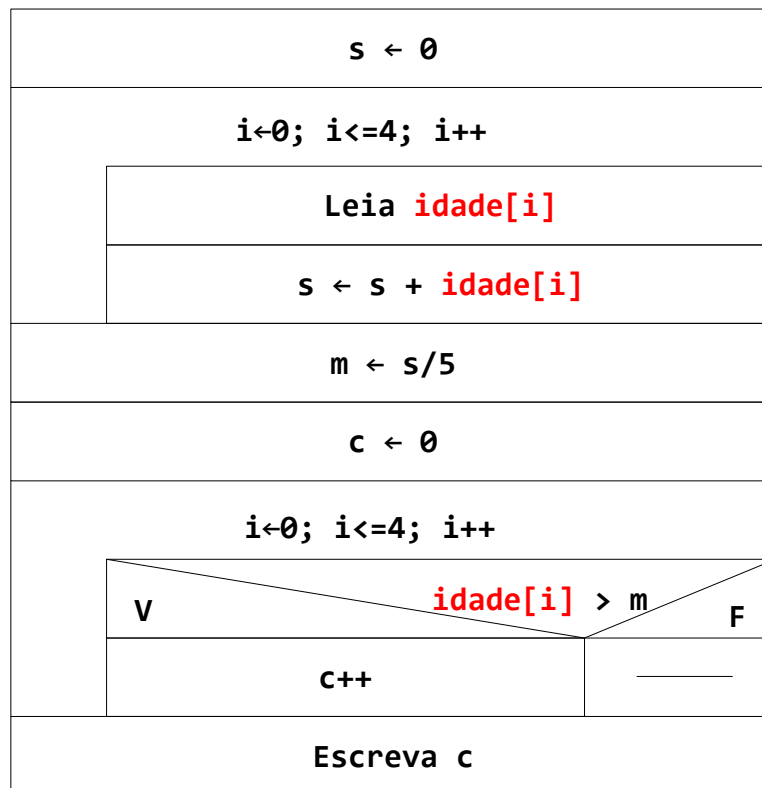 s ← 0
i←0; i<=4; i++
Leia idade[i]
s ← s + idade[i]
m ← s/5
c ← 0
i←0; i<=4; i++
idade[i] > m
V
F
c++
Escreva c